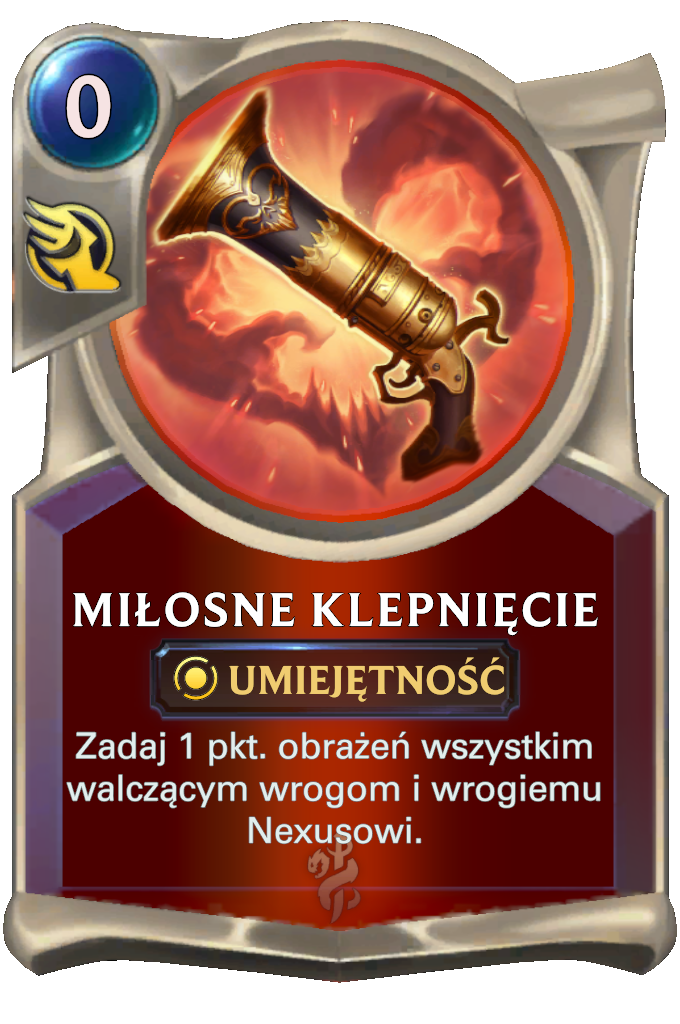 0
MIŁOSNE KLEPNIĘCIE
UMIEJĘTNOŚĆ
Zadaj 1 pkt. obrażeń wszystkim
walczącym wrogom i wrogiemu
Nexusowi.